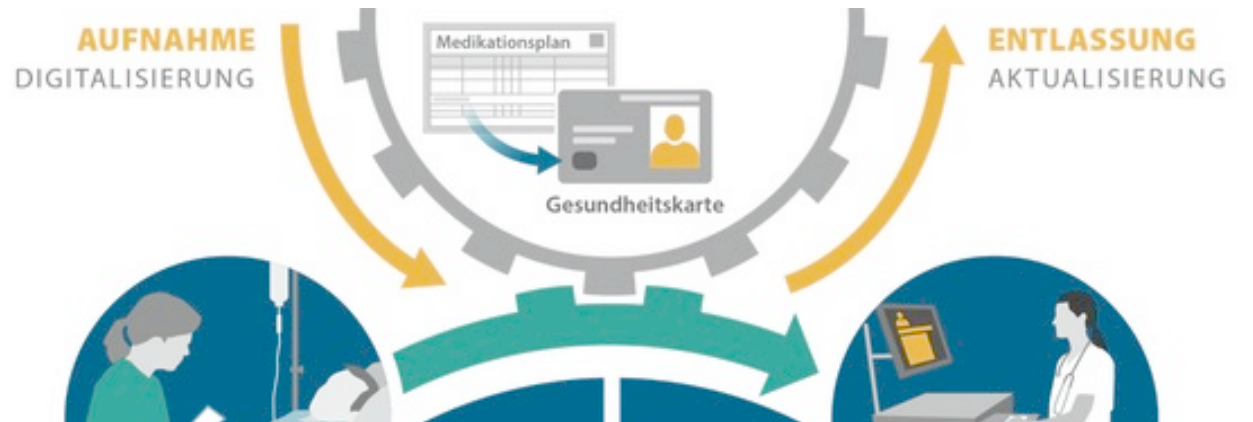 AUFNAHME
DIGITALISIERUNG
Medikationsplan
Gesundheitskarte
ENTLASSUNG
AKTUALISIERUNG